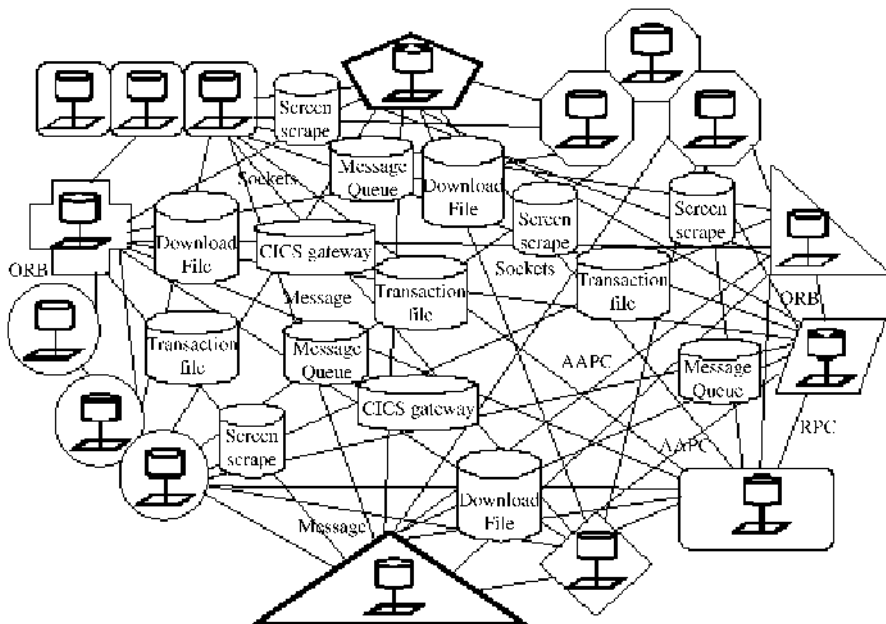 Screen
scrape
Message
Queue
Download
File
Sockets
Screen
scrape
Screen
scrape
Download
File
CICS gateway
ORB
Sockets
Message
Transaction
file
Transaction
file
ORB
Transaction
file
Message
Queue
AAPC
Message
Queue
CICS gateway
Screen
scrape
AAPC
RPC
Download
File
Message